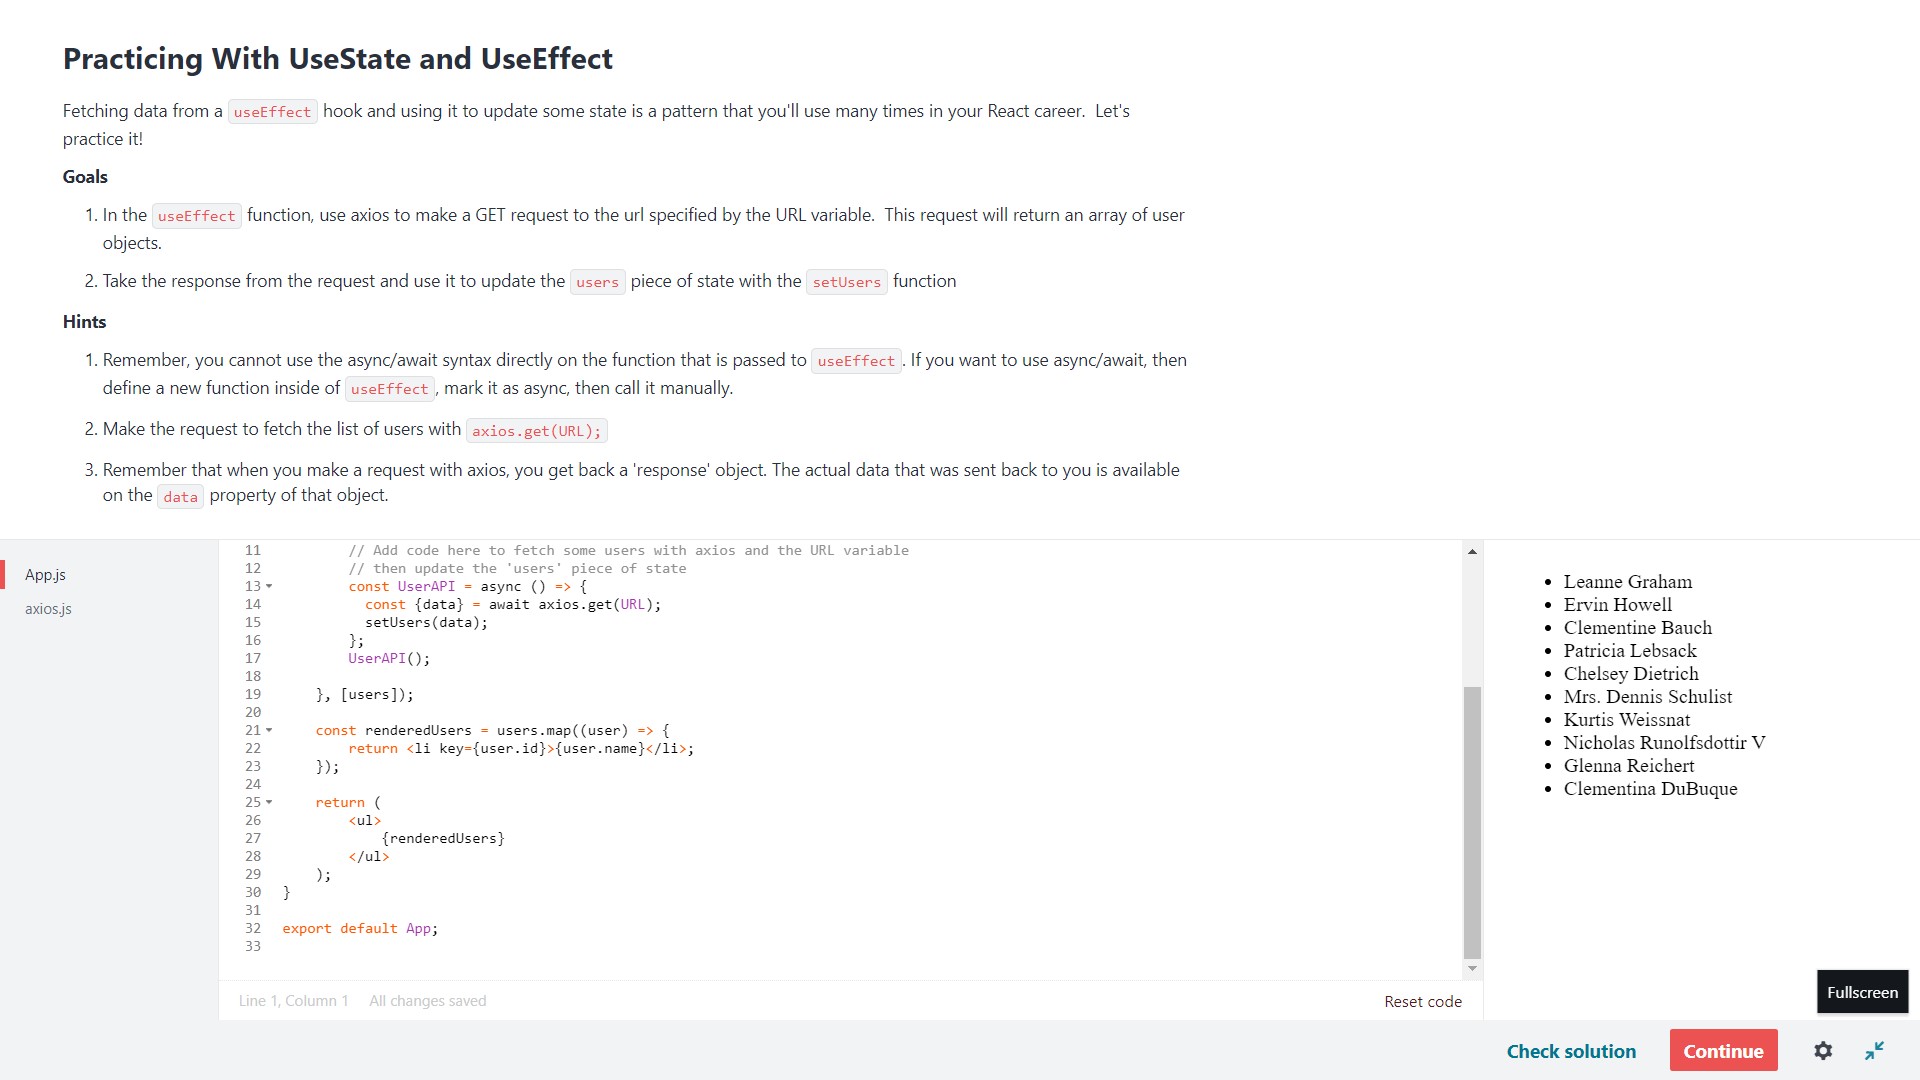 Practicing With UseState and UseEffect
Fetching data from a useEffect hook and using it to update some state is a pattern that you'll use many times in your React career.  Let's
practice it!
Goals
1. In the useEffect function, use axios to make a GET request to the url specified by the URL variable.  This request will return an array of user
objects.
2. Take the response from the request and use it to update the users piece of state with the setUsers function
Hints
1. Remember, you cannot use the async/await syntax directly on the function that is passed to useEffect. If you want to use async/await, then
define a new function inside of useEffect, mark it as async, then call it manually.
2. Make the request to fetch the list of users with axios.get(URL);
3. Remember that when you make a request with axios, you get back a 'response' object. The actual data that was sent back to you is available
on the data property of that object.
App.js
axios.js
11 // Add code here to fetch some users with axios and the URL variable
12 // then update the 'users' piece of state
13 const UserAPI = async () => {
14 const {data} = await axios.get(URL);
15 setUsers(data);
16 };
17 UserAPI();
18
19 }, [users]);
20
21 const renderedUsers = users.map((user) => {
22 return <li key={user.id}>{user.name}</li>;
23 });
24
25 return (
26 <ul>
27 {renderedUsers}
28 </ul>
29 );
30 }
31
32 export default App;
33
Line 1, Column 1 All changes saved
Reset code
• Leanne Graham
• Ervin Howell
• Clementine Bauch
• Patricia Lebsack
• Chelsey Dietrich
• Mrs. Dennis Schulist
• Kurtis Weissnat
• Nicholas Runolfsdottir V
• Glenna Reichert
• Clementina DuBuque
Fullscreen
Check solution
Continue